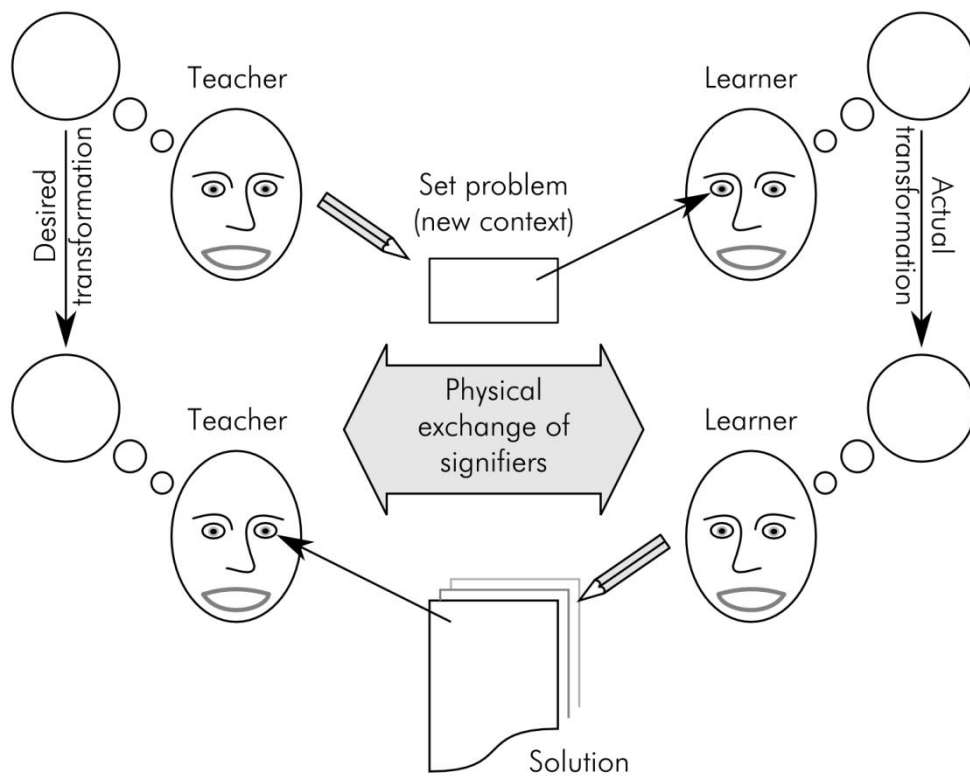 Teacher
Learner
Desired
transformation
Set problem
(new context)
Actual
transformation
Physical
exchange of
signifiers
Teacher
Learner
Solution